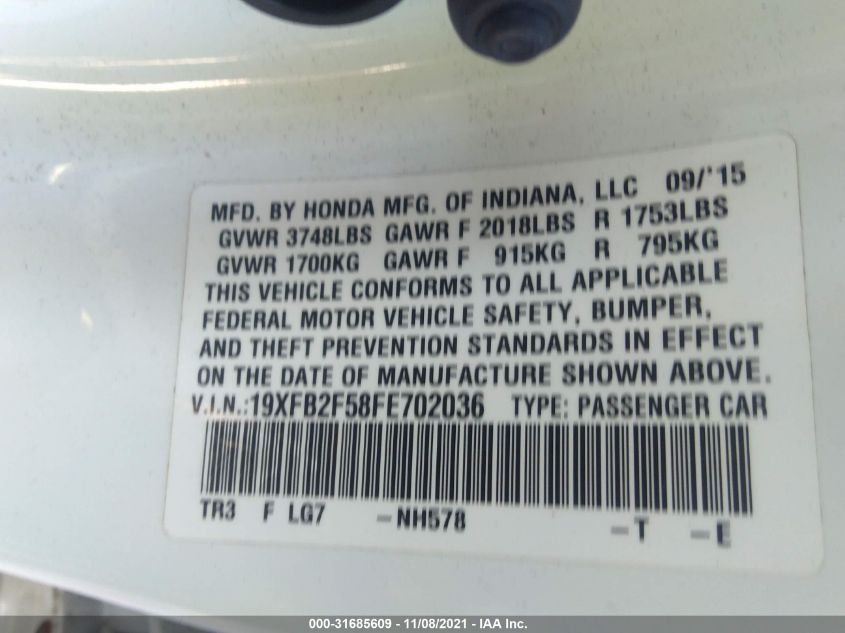 MFD. BY HONDA MFG. OF INDIANA, LLC 09/'15
GVWR 3748LBS GAWR F 2018LBS R 1753LBS
GVWR 1700KG GAWR F 915KG R 795KG
THIS VEHICLE CONFORMS TO ALL APPLICABLE
FEDERAL MOTOR VEHICLE SAFETY, BUMPER,
AND THEFT PREVENTION STANDARDS IN EFFECT
ON THE DATE OF MANUFACTURE SHOWN ABOVE.
V.I.N.:19XFB2F58FE702036 TYPE: PASSENGER CAR
TR3 F LG7 -NH578 -T -E
000-31685609 - 11/08/2021 - IAA Inc.